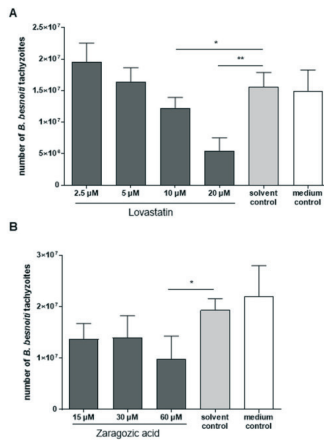 A
number of B. besnoiti tachyzoites
2.5×10⁷
2.0×10⁷
1.5×10⁷
1.0×10⁷
5×10⁶
0
*
**
2.5 µM 5 µM 10 µM 20 µM solvent control medium control
Lovastatin
B
number of B. besnoiti tachyzoites
3×10⁷
2×10⁷
1×10⁷
0
*
15 µM 30 µM 60 µM solvent control medium control
Zaragozic acid